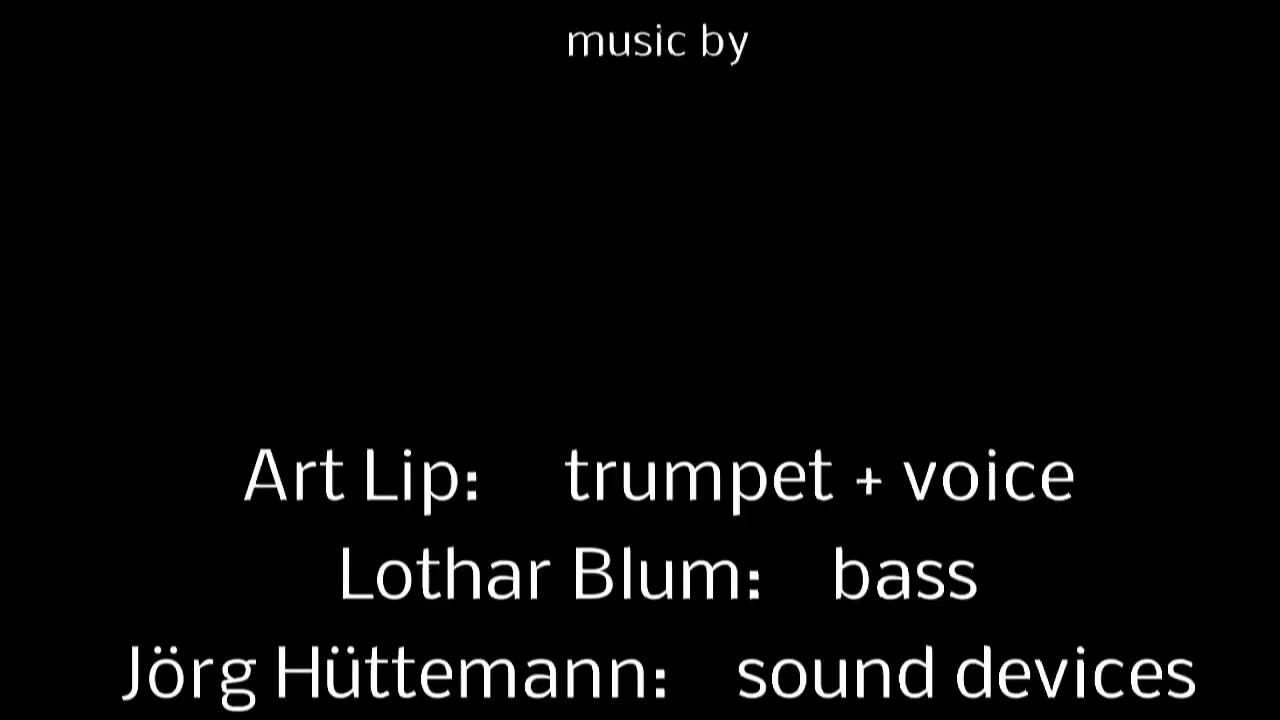 music by
Art Lip: trumpet + voice
Lothar Blum: bass
Jörg Hüttemann: sound devices